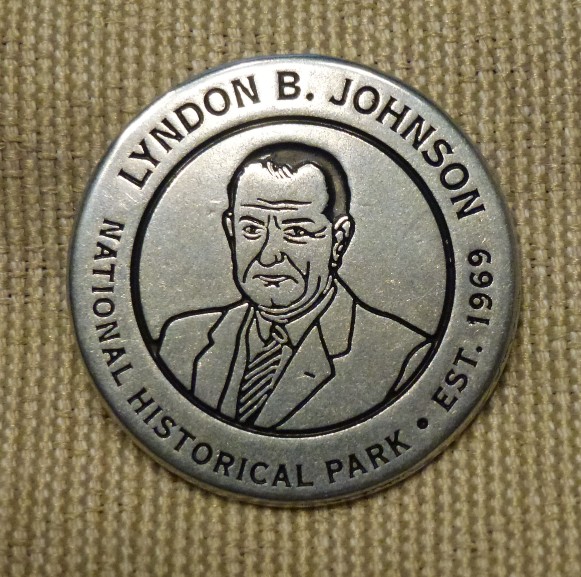 LYNDON B. JOHNSON
NATIONAL HISTORICAL PARK • EST. 1969